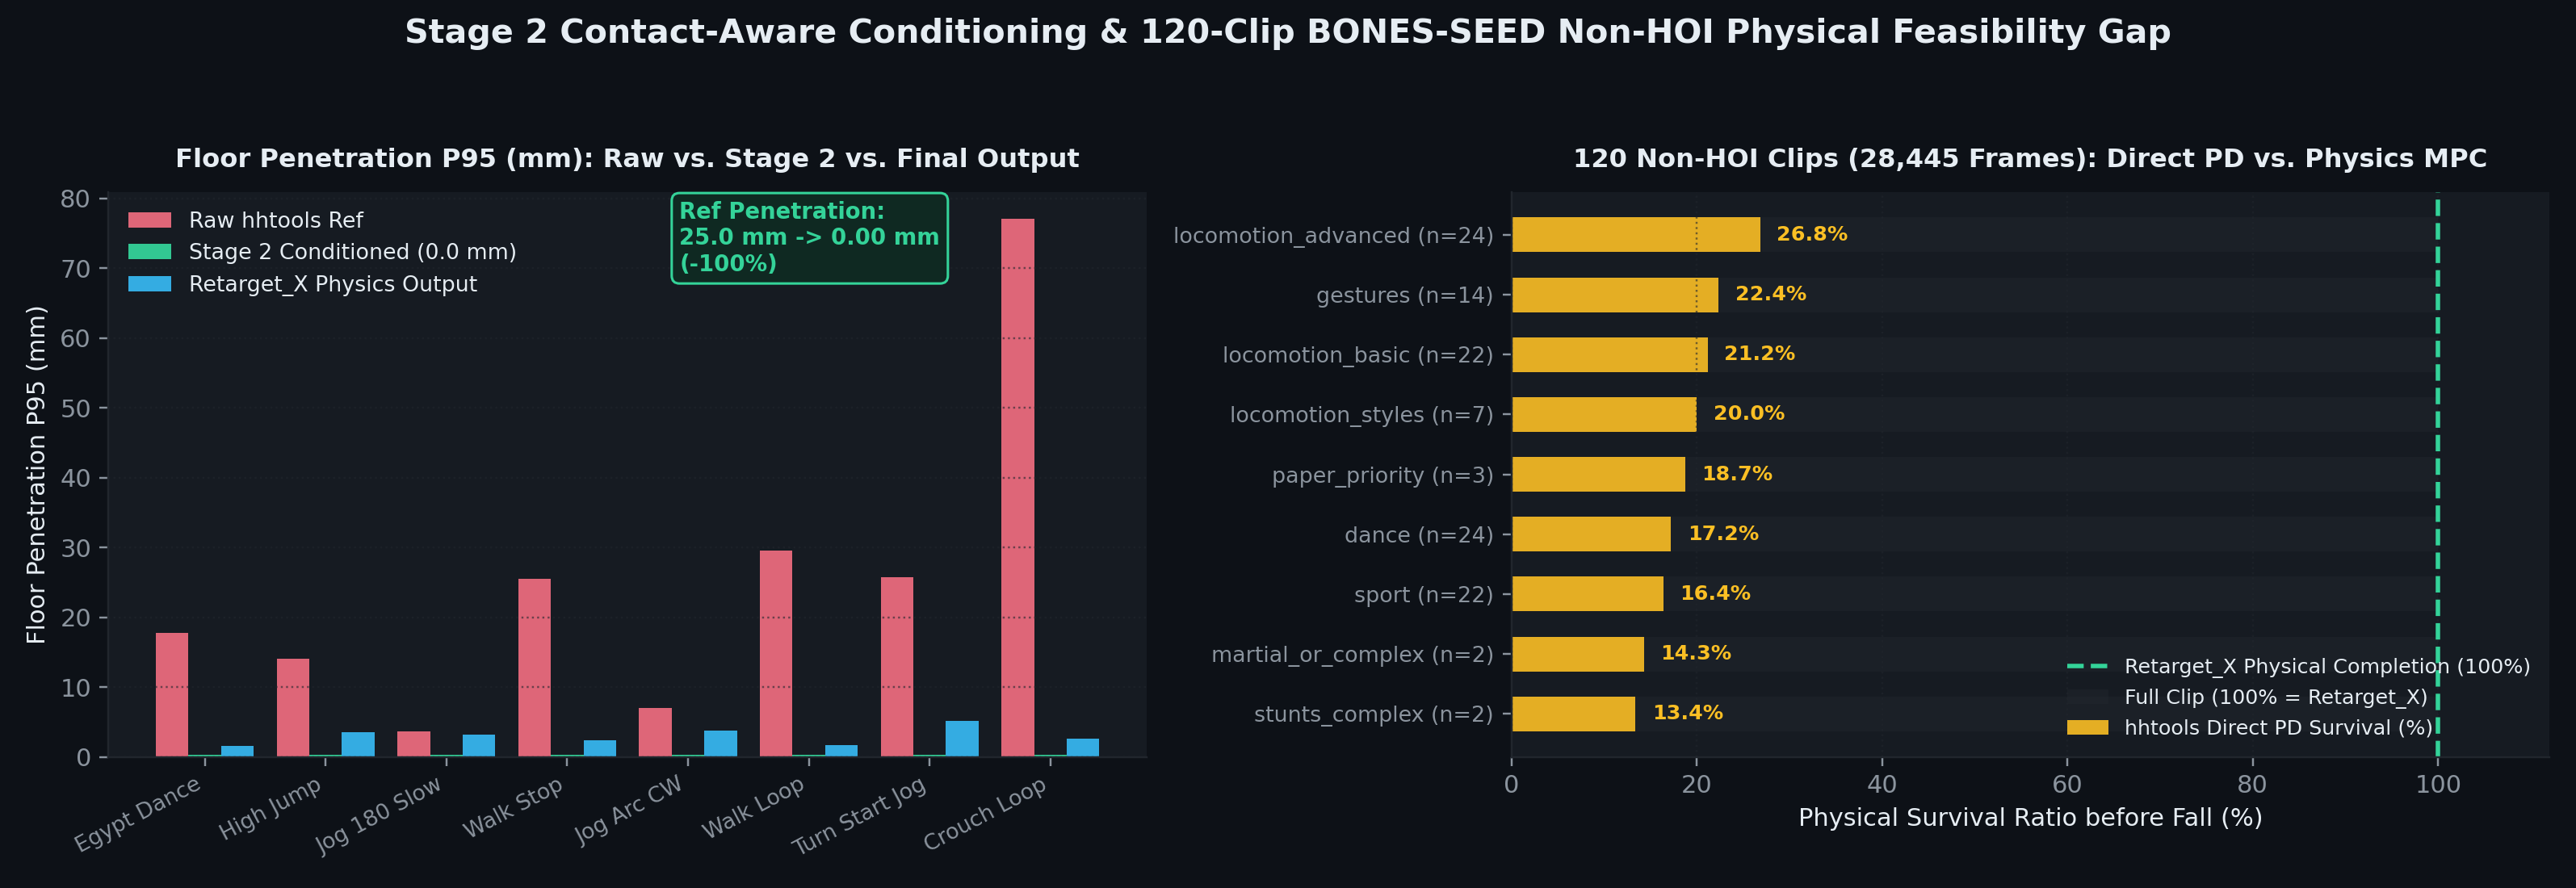 Stage 2 Contact-Aware Conditioning & 120-Clip BONES-SEED Non-HOI Physical Feasibility Gap
Floor Penetration P95 (mm): Raw vs. Stage 2 vs. Final Output
Floor Penetration P95 (mm)
80
70
60
50
40
30
20
10
0
Raw hhtools Ref
Stage 2 Conditioned (0.0 mm)
Retarget_X Physics Output
Ref Penetration:
25.0 mm -> 0.00 mm
(-100%)
Egypt Dance
High Jump
Jog 180 Slow
Walk Stop
Jog Arc CW
Walk Loop
Turn Start Jog
Crouch Loop
120 Non-HOI Clips (28,445 Frames): Direct PD vs. Physics MPC
locomotion_advanced (n=24)
26.8%
gestures (n=14)
22.4%
locomotion_basic (n=22)
21.2%
locomotion_styles (n=7)
20.0%
paper_priority (n=3)
18.7%
dance (n=24)
17.2%
sport (n=22)
16.4%
martial_or_complex (n=2)
14.3%
stunts_complex (n=2)
13.4%
Retarget_X Physical Completion (100%)
Full Clip (100% = Retarget_X)
hhtools Direct PD Survival (%)
0
20
40
60
80
100
Physical Survival Ratio before Fall (%)